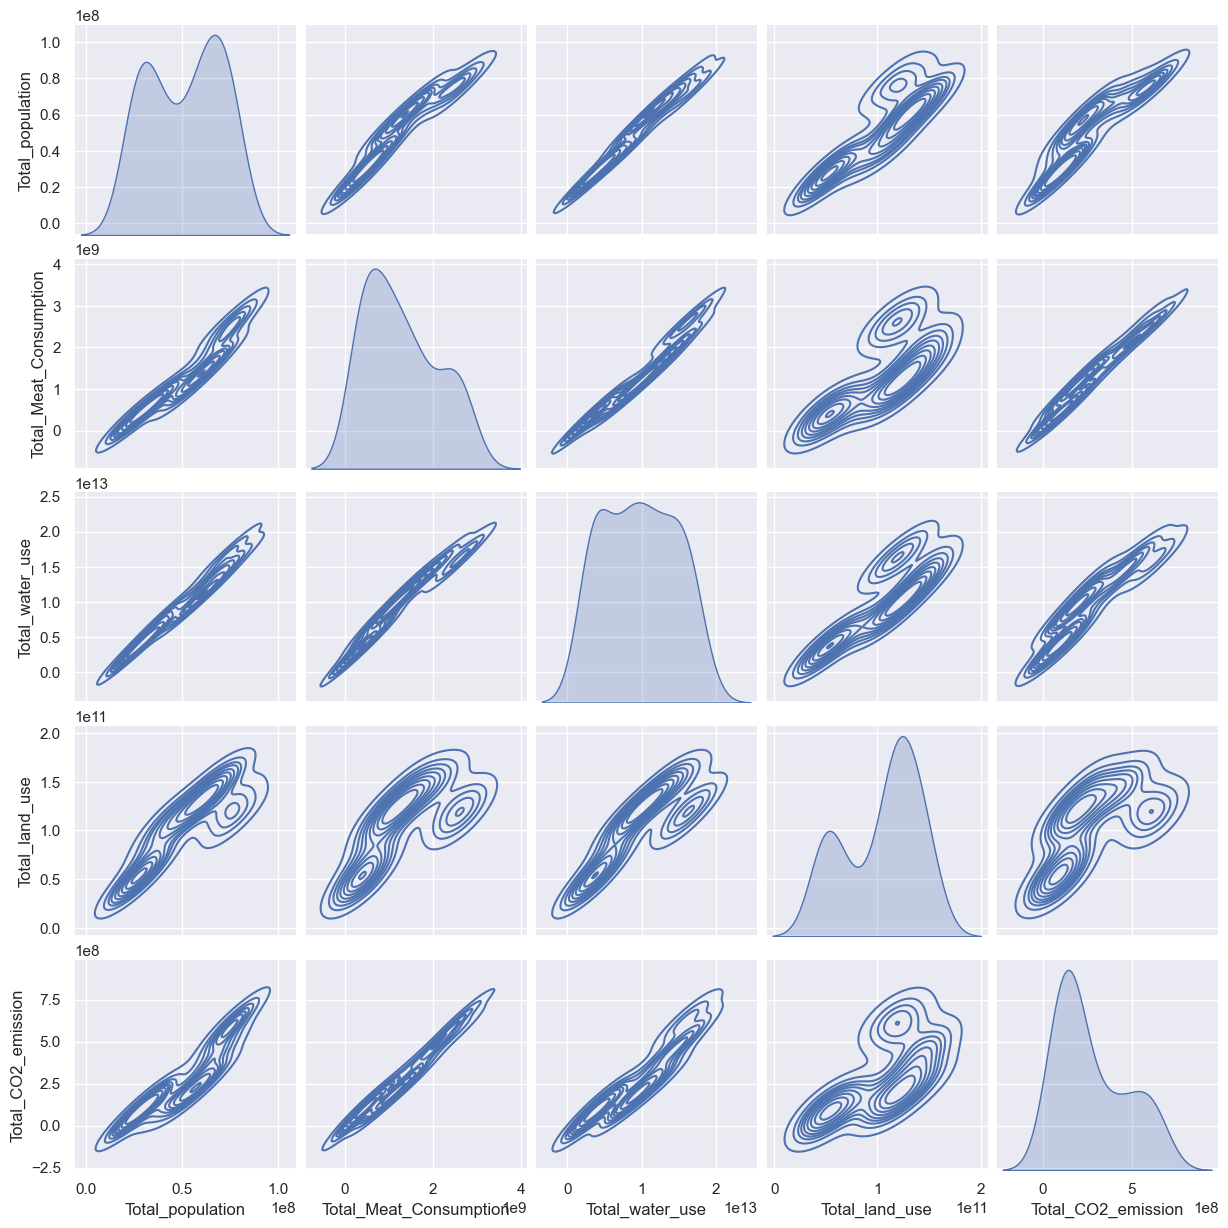 1e8
1.0
0.8
0.6
0.4
0.2
0.0
Total_population
1e9
4
3
2
1
0
Total_Meat_Consumption
1e13
2.5
2.0
1.5
1.0
0.5
0.0
Total_water_use
1e11
2.0
1.5
1.0
0.5
0.0
Total_land_use
1e8
7.5
5.0
2.5
0.0
−2.5
Total_CO2_emission
0.0 0.5 1.0
Total_population
1e8
0 2 4
Total_Meat_Consumption
1e9
0 1 2
Total_water_use
1e13
0 1 2
Total_land_use
1e11
0 5
Total_CO2_emission
1e8